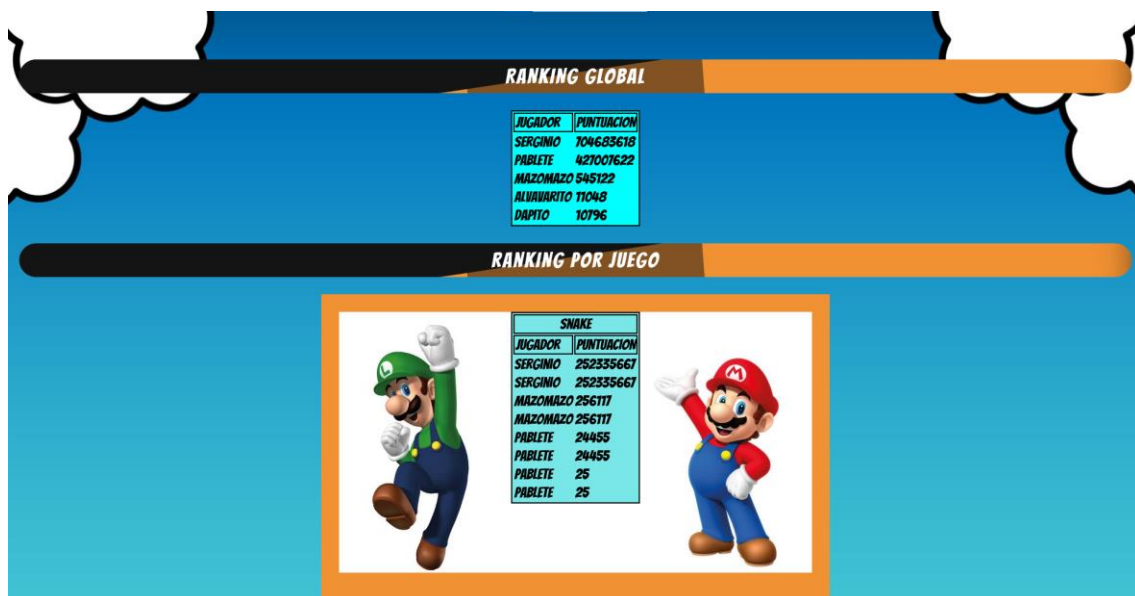 RANKING GLOBAL
JUGADOR PUNTUACION
SERGINIO 704683618
PABLETE 427007622
MAZOMAZO 545122
ALVAVARITO 11048
DAPITO 10796
RANKING POR JUEGO
SNAKE
JUGADOR PUNTUACION
SERGINIO 252335667
SERGINIO 252335667
MAZOMAZO 256117
MAZOMAZO 256117
PABLETE 24455
PABLETE 24455
PABLETE 25
PABLETE 25
L
M